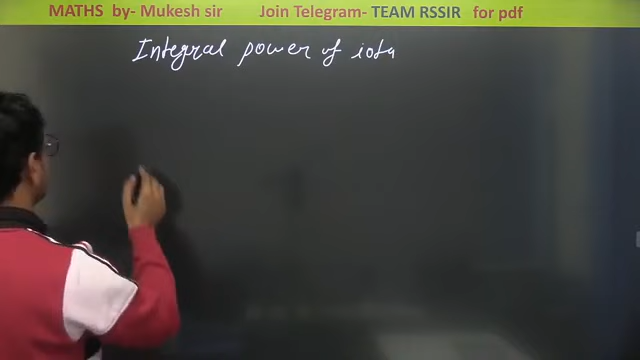 MATHS by- Mukesh sir Join Telegram- TEAM RSSIR for pdf
Integral power of iota